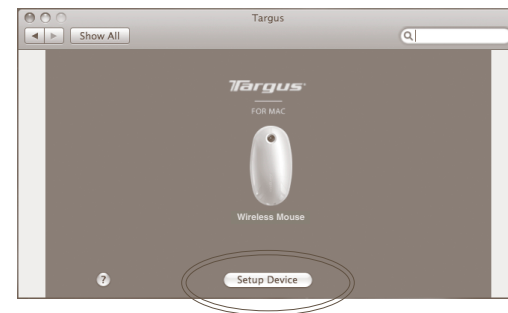 Targus
Show All
Targus
FOR MAC
Wireless Mouse
?
Setup Device